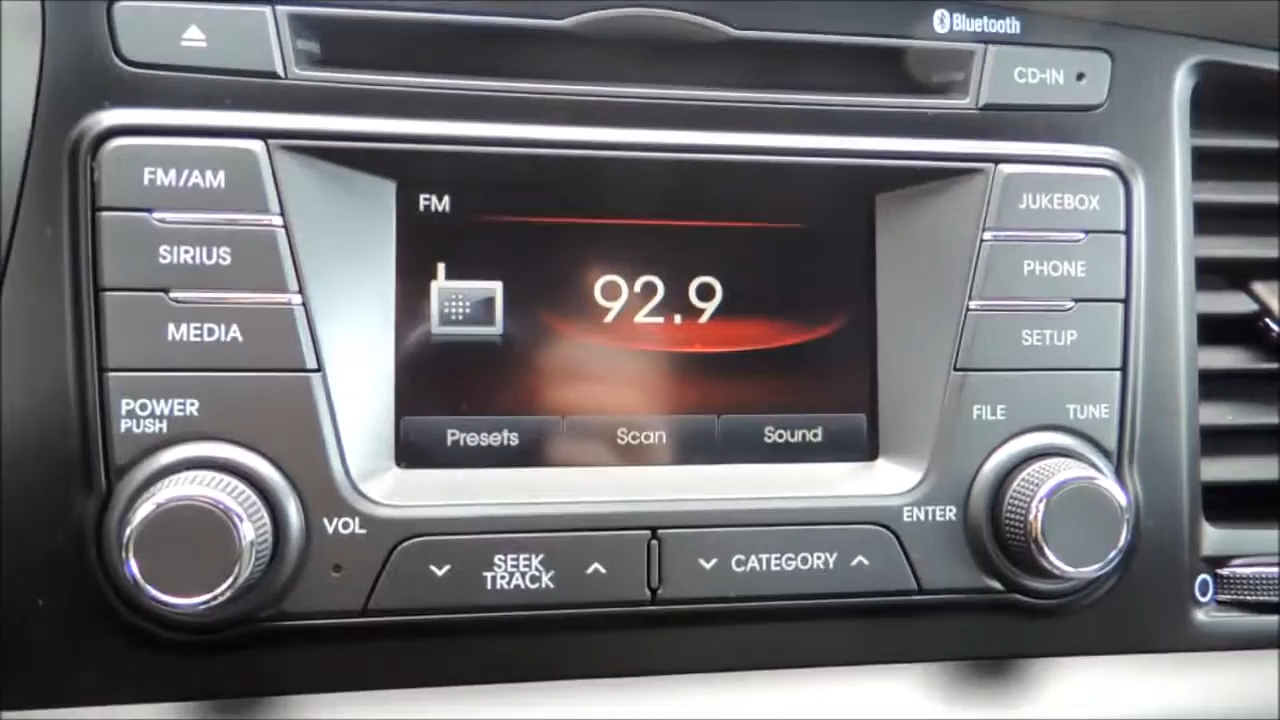 Bluetooth
CD-IN
FM/AM
SIRIUS
MEDIA
POWER
PUSH
VOL
FM
92.9
Presets
Scan
Sound
JUKEBOX
PHONE
SETUP
FILE
TUNE
ENTER
SEEK
TRACK
CATEGORY